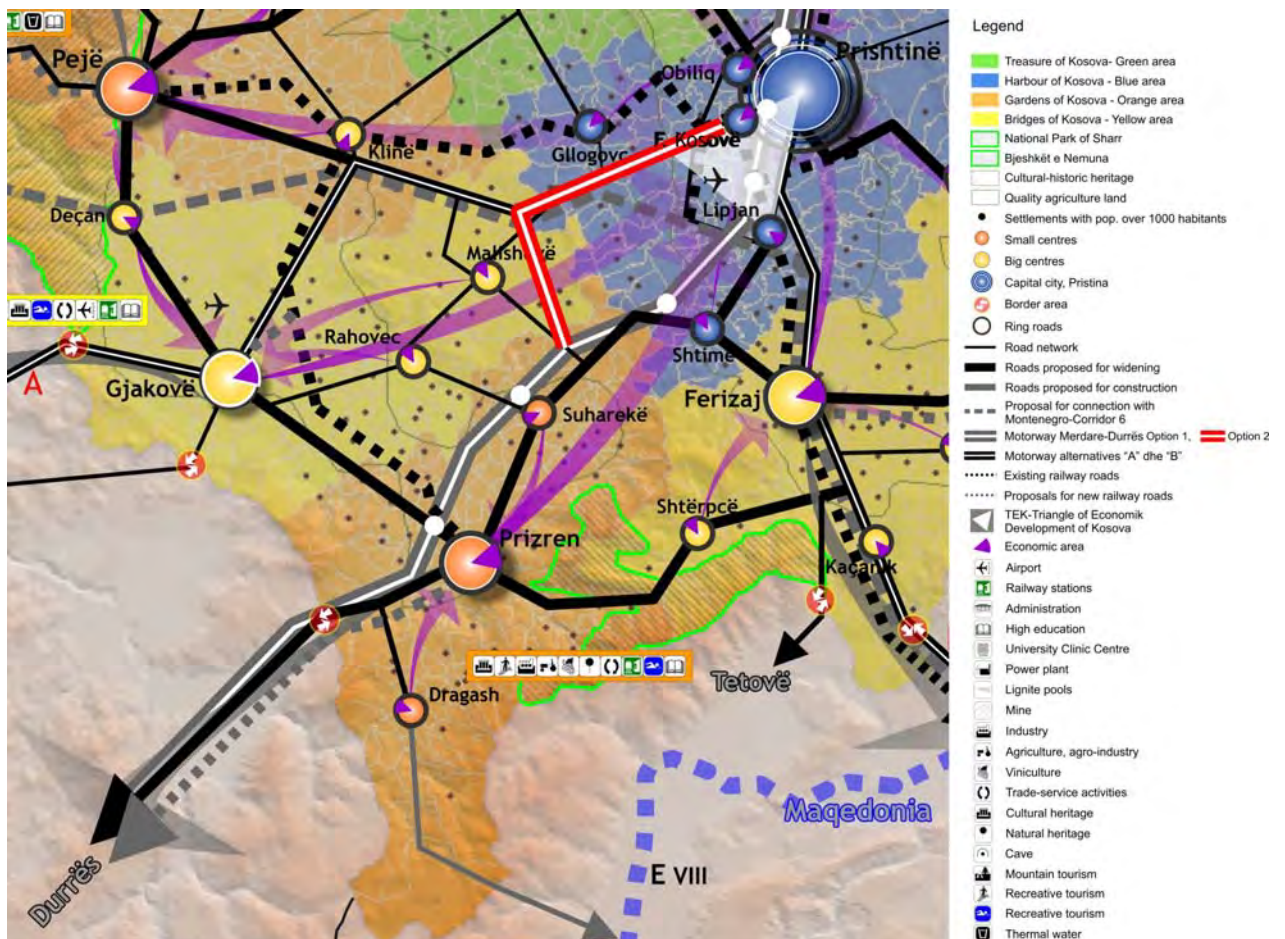 Pejë
Prishtinë
Obiliq
F. Kosovë
Klinë
Gllogovc
Deçan
Lipjan
Malishevë
Rahovec
Shtime
A
Gjakovë
Suharekë
Ferizaj
Shtërpcë
Prizren
Kaçanik
Tetovë
Dragash
Maqedonia
E VIII
Durrës
Legend
Treasure of Kosova- Green area
Harbour of Kosova - Blue area
Gardens of Kosova - Orange area
Bridges of Kosova - Yellow area
National Park of Sharr
Bjeshkët e Nemuna
Cultural-historic heritage
Quality agriculture land
Settlements with pop. over 1000 habitants
Small centres
Big centres
Capital city, Pristina
Border area
Ring roads
Road network
Roads proposed for widening
Roads proposed for construction
Proposal for connection with
Montenegro-Corridor 6
Motorway Merdare-Durrës Option 1, Option 2
Motorway alternatives “A” dhe “B”
Existing railway roads
Proposals for new railway roads
TEK-Triangle of Economik
Development of Kosova
Economic area
Airport
Railway stations
Administration
High education
University Clinic Centre
Power plant
Lignite pools
Mine
Industry
Agriculture, agro-industry
Viniculture
Trade-service activities
Cultural heritage
Natural heritage
Cave
Mountain tourism
Recreative tourism
Recreative tourism
Thermal water